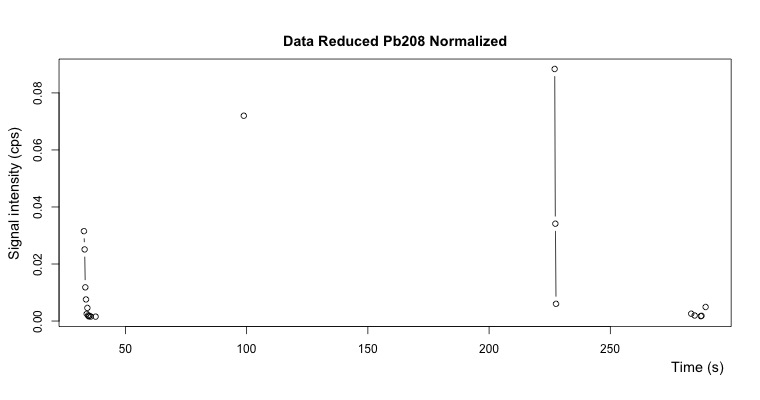 Data Reduced Pb208 Normalized
Signal intensity (cps)
0.08
0.06
0.04
0.02
0.00
50 100 150 200 250
Time (s)